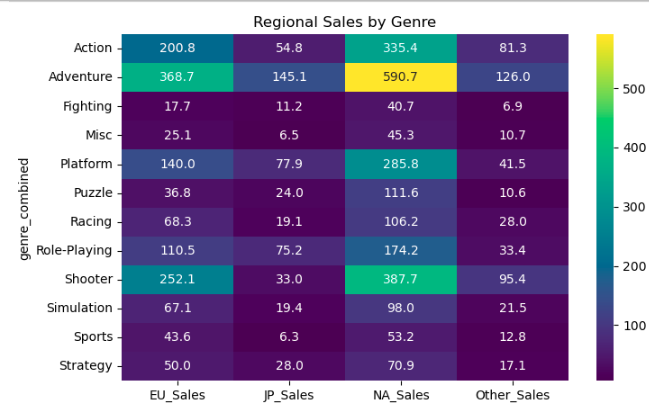 Regional Sales by Genre
genre_combined
Action 200.8 54.8 335.4 81.3
Adventure 368.7 145.1 590.7 126.0
Fighting 17.7 11.2 40.7 6.9
Misc 25.1 6.5 45.3 10.7
Platform 140.0 77.9 285.8 41.5
Puzzle 36.8 24.0 111.6 10.6
Racing 68.3 19.1 106.2 28.0
Role-Playing 110.5 75.2 174.2 33.4
Shooter 252.1 33.0 387.7 95.4
Simulation 67.1 19.4 98.0 21.5
Sports 43.6 6.3 53.2 12.8
Strategy 50.0 28.0 70.9 17.1
EU_Sales JP_Sales NA_Sales Other_Sales
500
400
300
200
100